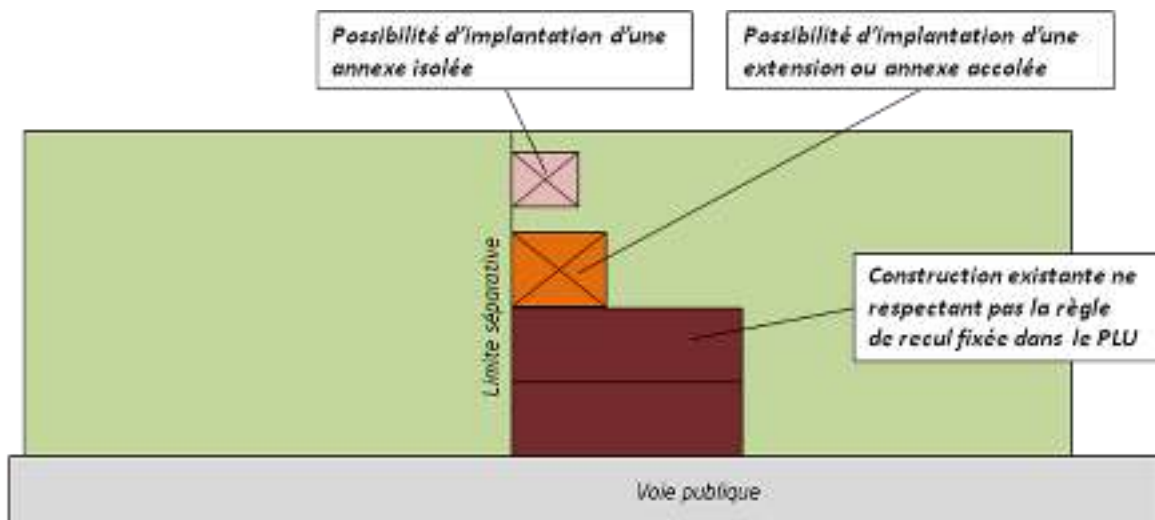 Possibilité d'implantation d'une
annexe isolée
Possibilité d'implantation d'une
extension ou annexe accolée
Limite séparative
Construction existante ne
respectant pas la règle
de recul fixée dans le PLU
Voie publique